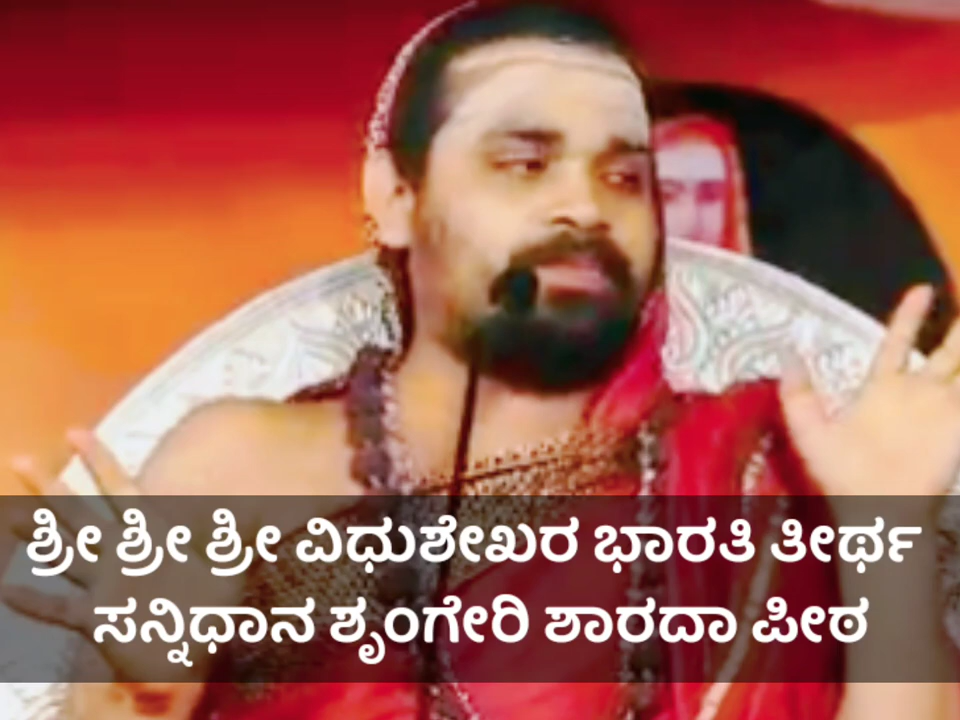 ಶ್ರೀ ಶ್ರೀ ಶ್ರೀ ವಿಧುಶೇಖರ ಭಾರತಿ ತೀರ್ಥ
ಸನ್ನಿಧಾನ ಶೃಂಗೇರಿ ಶಾರದಾ ಪೀಠ